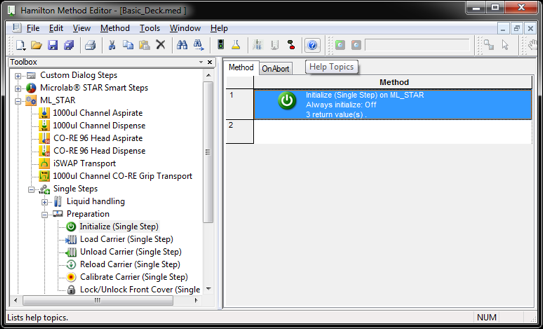 Hamilton Method Editor - [Basic_Deck.med ]
File Edit View Method Tools Window Help
Toolbox
Custom Dialog Steps
Microlab® STAR Smart Steps
ML_STAR
1000ul Channel Aspirate
1000ul Channel Dispense
CO-RE 96 Head Aspirate
CO-RE 96 Head Dispense
iSWAP Transport
1000ul Channel CO-RE Grip Transport
Single Steps
Liquid handling
Preparation
Initialize (Single Step)
Load Carrier (Single Step)
Unload Carrier (Single Step)
Reload Carrier (Single Step)
Calibrate Carrier (Single Step)
Lock/Unlock Front Cover (Single
Method OnAbort
Help Topics
Method
1
Initialize (Single Step) on ML_STAR
Always initialize: Off
3 return value(s) .
2
Lists help topics.
NUM